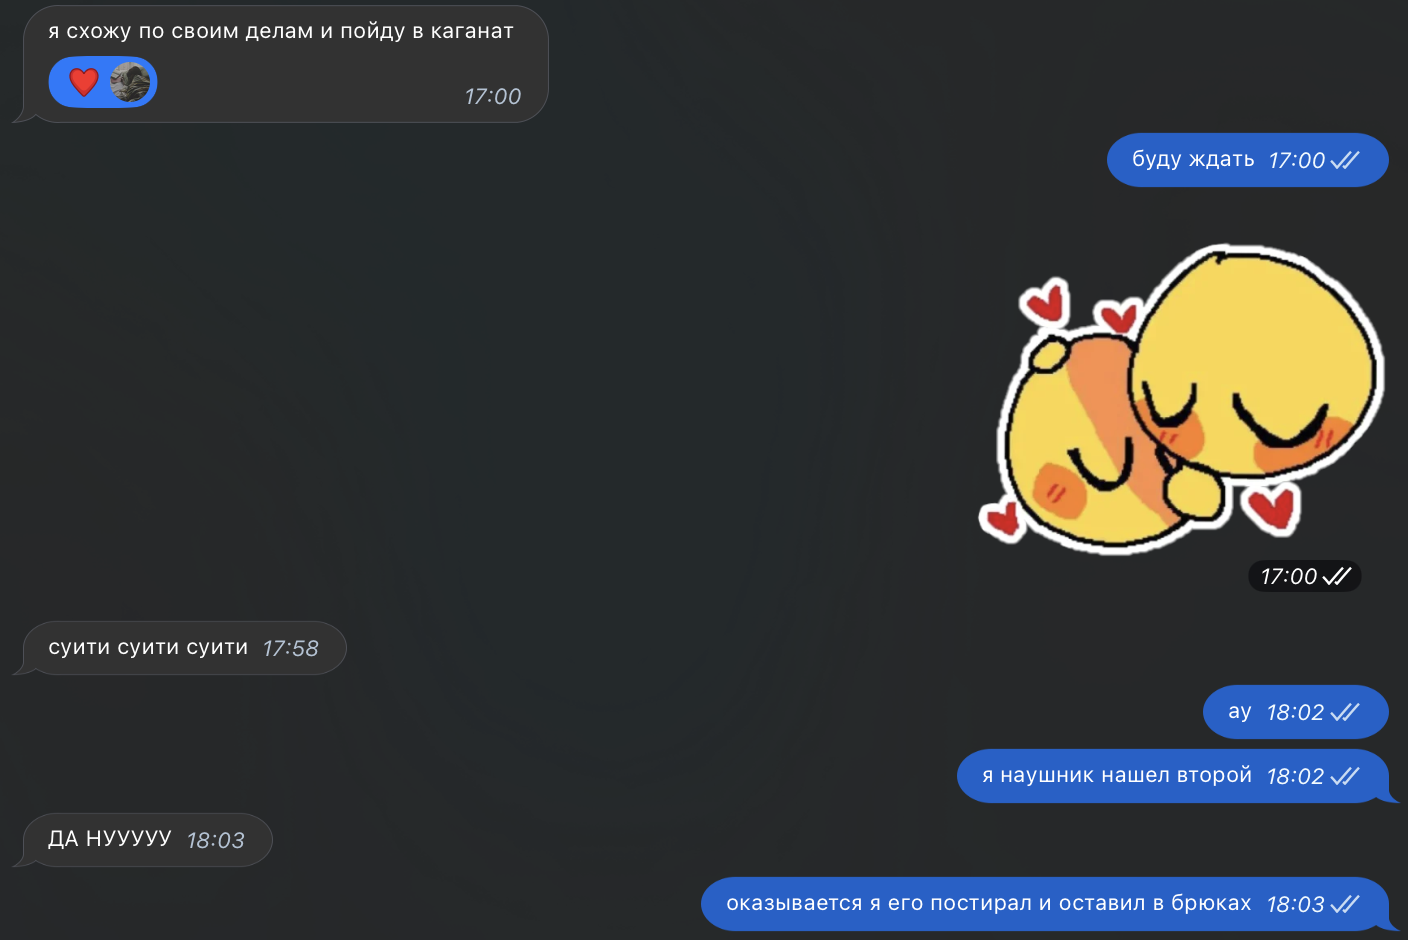 я схожу по своим делам и пойду в каганат
17:00
буду ждать 17:00
17:00
суити суити суити 17:58
ау 18:02
я наушник нашел второй 18:02
ДА НУУУУУ 18:03
оказывается я его постирал и оставил в брюках 18:03